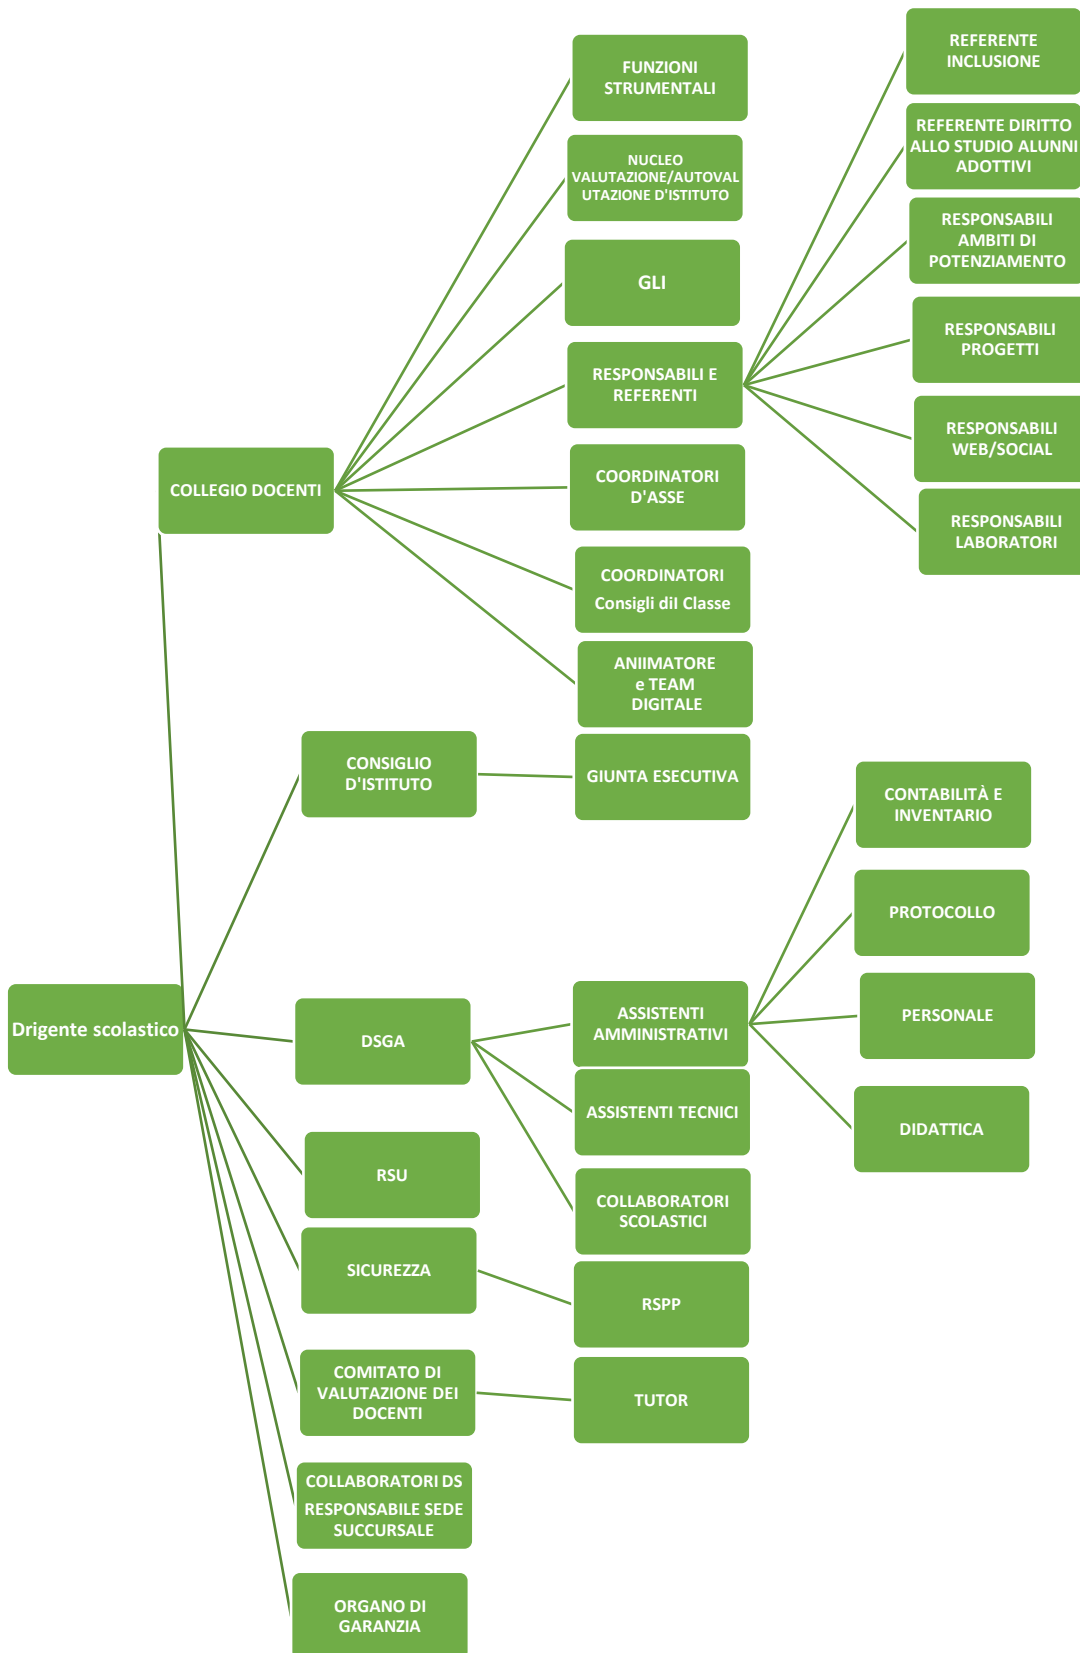 FUNZIONI
STRUMENTALI
NUCLEO
VALUTAZIONE/AUTOVAL
UTAZIONE D'ISTITUTO
GLI
RESPONSABILI E
REFERENTI
COORDINATORI
D'ASSE
COORDINATORI
Consigli dil Classe
ANIIMATORE
e TEAM
DIGITALE
REFERENTE
INCLUSIONE
REFERENTE DIRITTO
ALLO STUDIO ALUNNI
ADOTTIVI
RESPONSABILI
AMBITI DI
POTENZIAMENTO
RESPONSABILI
PROGETTI
RESPONSABILI
WEB/SOCIAL
RESPONSABILI
LABORATORI
COLLEGIO DOCENTI
CONSIGLIO
D'ISTITUTO
GIUNTA ESECUTIVA
Drigente scolastico
DSGA
ASSISTENTI
AMMINISTRATIVI
ASSISTENTI TECNICI
COLLABORATORI
SCOLASTICI
CONTABILITÀ E
INVENTARIO
PROTOCOLLO
PERSONALE
DIDATTICA
RSU
SICUREZZA
RSPP
COMITATO DI
VALUTAZIONE DEI
DOCENTI
TUTOR
COLLABORATORI DS
RESPONSABILE SEDE
SUCCURSALE
ORGANO DI
GARANZIA